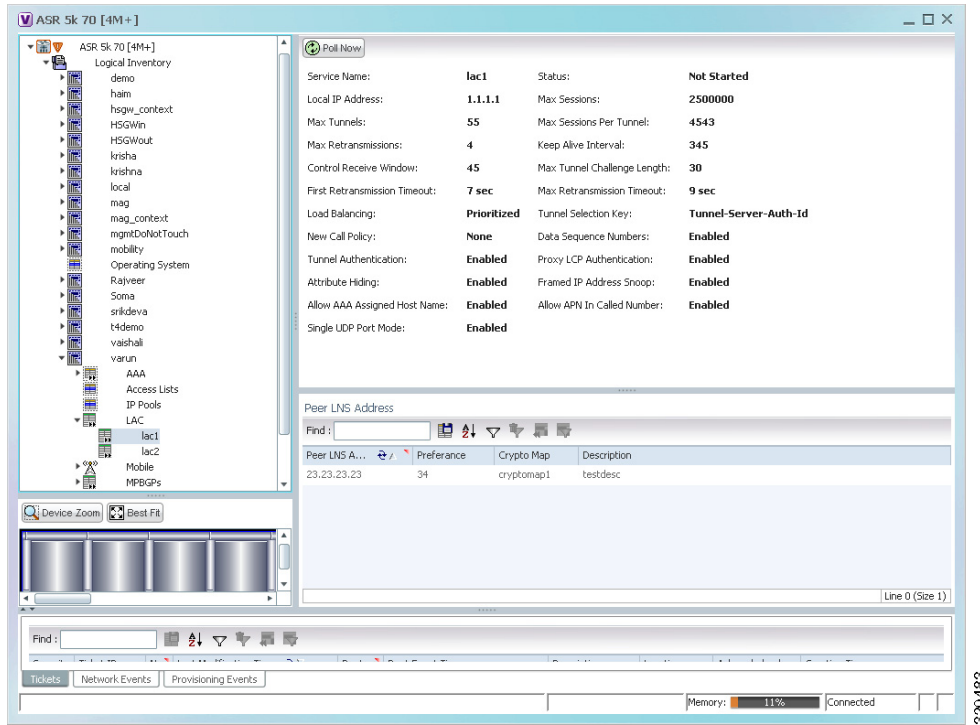 V ASR 5k 70 [4M+]
ASR 5k 70 [4M+]
Logical Inventory
demo
haim
hsgw_context
HSGWin
HSGWout
krisha
krishna
local
mag
mag_context
mgmtDoNotTouch
mobility
Operating System
Rajveer
Soma
srikdeva
t4demo
vaishali
varun
AAA
Access Lists
IP Pools
LAC
lac1
lac2
Mobile
MPBGPs
Device Zoom Best Fit
Poll Now
Service Name: lac1 Status: Not Started
Local IP Address: 1.1.1.1 Max Sessions: 2500000
Max Tunnels: 55 Max Sessions Per Tunnel: 4543
Max Retransmissions: 4 Keep Alive Interval: 345
Control Receive Window: 45 Max Tunnel Challenge Length: 30
First Retransmission Timeout: 7 sec Max Retransmission Timeout: 9 sec
Load Balancing: Prioritized Tunnel Selection Key: Tunnel-Server-Auth-Id
New Call Policy: None Data Sequence Numbers: Enabled
Tunnel Authentication: Enabled Proxy LCP Authentication: Enabled
Attribute Hiding: Enabled Framed IP Address Snoop: Enabled
Allow AAA Assigned Host Name: Enabled Allow APN In Called Number: Enabled
Single UDP Port Mode: Enabled
Peer LNS Address
Find :
Peer LNS A... Preferance Crypto Map Description
23.23.23.23 34 cryptomap1 testdesc
Line 0 (Size 1)
Find :
Tickets Network Events Provisioning Events
Memory: 11% Connected